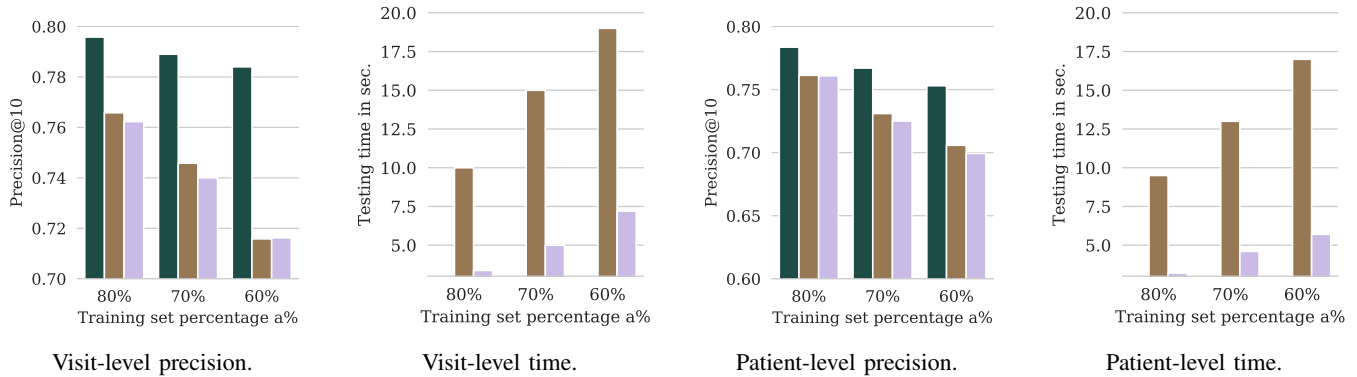 0.80
0.78
0.76
0.74
0.72
0.70
Precision@10
80% 70% 60%
Training set percentage a%
Visit-level precision.
20.0
17.5
15.0
12.5
10.0
7.5
5.0
Testing time in sec.
80% 70% 60%
Training set percentage a%
Visit-level time.
0.80
0.75
0.70
0.65
0.60
Precision@10
80% 70% 60%
Training set percentage a%
Patient-level precision.
20.0
17.5
15.0
12.5
10.0
7.5
5.0
Testing time in sec.
80% 70% 60%
Training set percentage a%
Patient-level time.